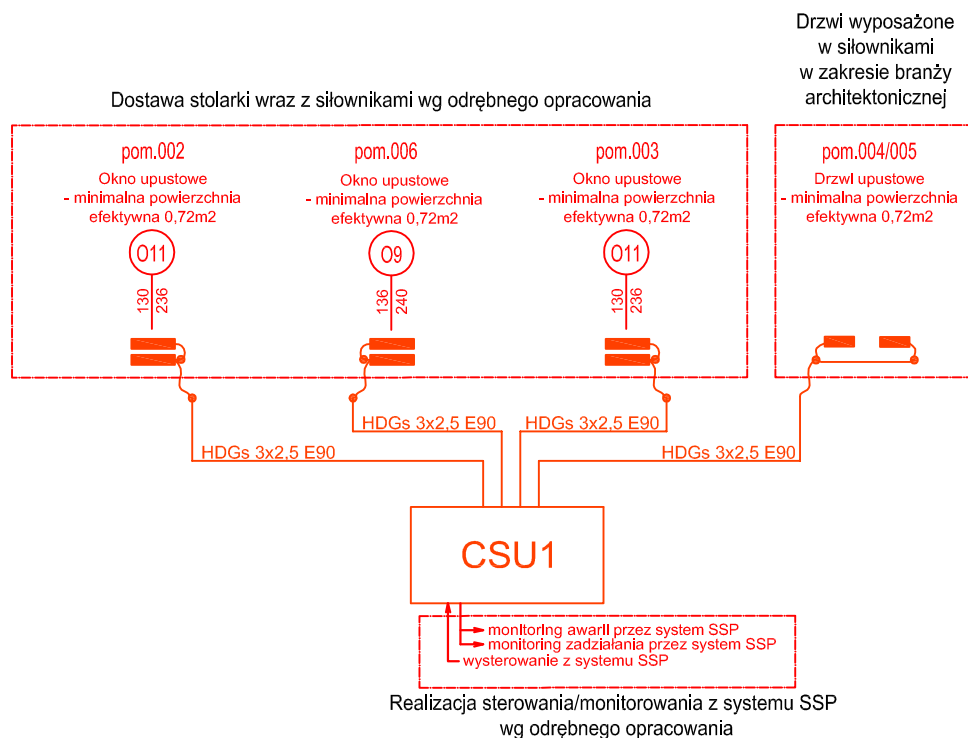 Drzwi wyposażone
w siłownikami
w zakresie branży
architektonicznej
Dostawa stolarki wraz z siłownikami wg odrębnego opracowania
pom.002
Okno upustowe
- minimalna powierzchnia
efektywna 0,72m2
O11
130
236
pom.006
Okno upustowe
- minimalna powierzchnia
efektywna 0,72m2
O9
136
240
pom.003
Okno upustowe
- minimalna powierzchnia
efektywna 0,72m2
O11
130
236
pom.004/005
Drzwi upustowe
- minimalna powierzchnia
efektywna 0,72m2
HDGs 3x2,5 E90
HDGs 3x2,5 E90
HDGs 3x2,5 E90
HDGs 3x2,5 E90
CSU1
monitoring awarii przez system SSP
monitoring zadziałania przez system SSP
wysterowanie z systemu SSP
Realizacja sterowania/monitorowania z systemu SSP
wg odrębnego opracowania